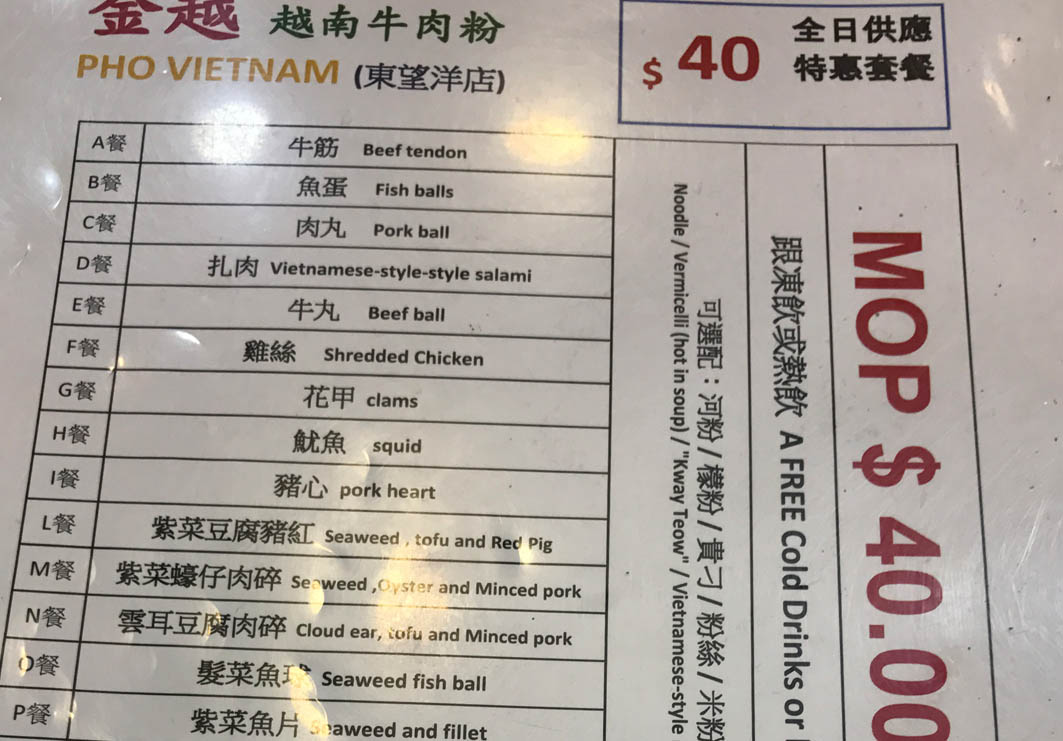 金越 越南牛肉粉
PHO VIETNAM (東望洋店)
$ 40
全日供應
特惠套餐
A餐 牛筋 Beef tendon
B餐 魚蛋 Fish balls
C餐 肉丸 Pork ball
D餐 扎肉 Vietnamese-style-style salami
E餐 牛丸 Beef ball
F餐 雞絲 Shredded Chicken
G餐 花甲 clams
H餐 魷魚 squid
I餐 豬心 pork heart
L餐 紫菜豆腐豬紅 Seaweed , tofu and Red Pig
M餐 紫菜蠔仔肉碎 Seaweed ,Oyster and Minced pork
N餐 雲耳豆腐肉碎 Cloud ear, tofu and Minced pork
O餐 髮菜魚球 Seaweed fish ball
P餐 紫菜魚片 Seaweed and fillet
可選配：河粉 / 檬粉 / 貴刁 / 粉絲 / 米粉
Noodle / Vermicelli (hot in soup) / "Kway Teow" / Vietnamese-style
跟凍飲或熱飲 A FREE Cold Drinks or
MOP $ 40.00